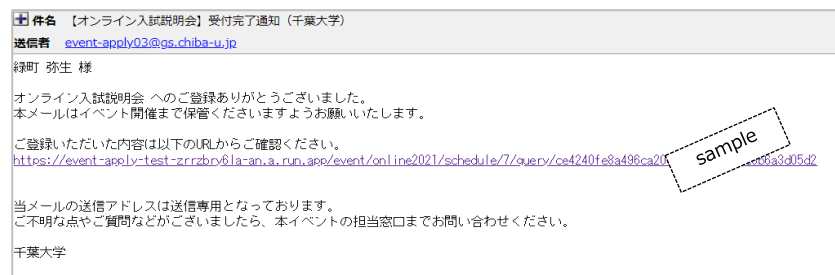 件名 【オンライン入試説明会】受付完了通知（千葉大学）
送信者 event-apply03@gs.chiba-u.jp
緑町 弥生 様
オンライン入試説明会 へのご登録ありがとうございました。
本メールはイベント開催まで保管くださいますようお願いいたします。
ご登録いただいた内容は以下のURLからご確認ください。
https://event-apply-test-zrrzbry6la-an.a.run.app/event/online2021/schedule/7/query/ce4240fe8a496ca20
sample
当メールの送信アドレスは送信専用となっております。
ご不明な点やご質問などがございましたら、本イベントの担当窓口までお問い合わせください。
千葉大学